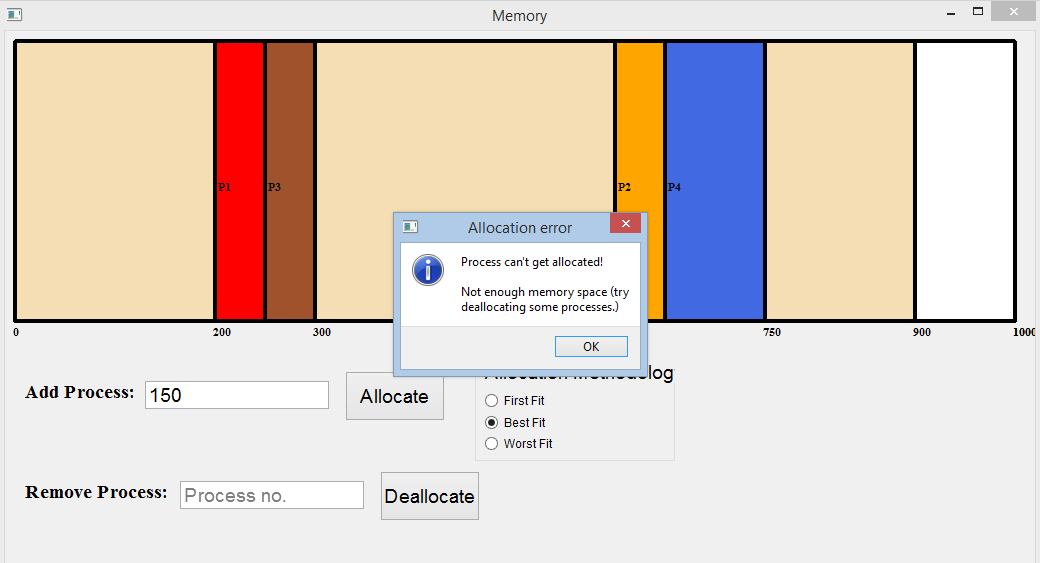 Memory
P1
P3
P2
P4
Allocation error
Process can't get allocated!
Not enough memory space (try
deallocating some processes.)
OK
0
200
300
750
900
1000
Add Process:
150
Allocate
Allocation Methodolog
First Fit
Best Fit
Worst Fit
Remove Process:
Process no.
Deallocate